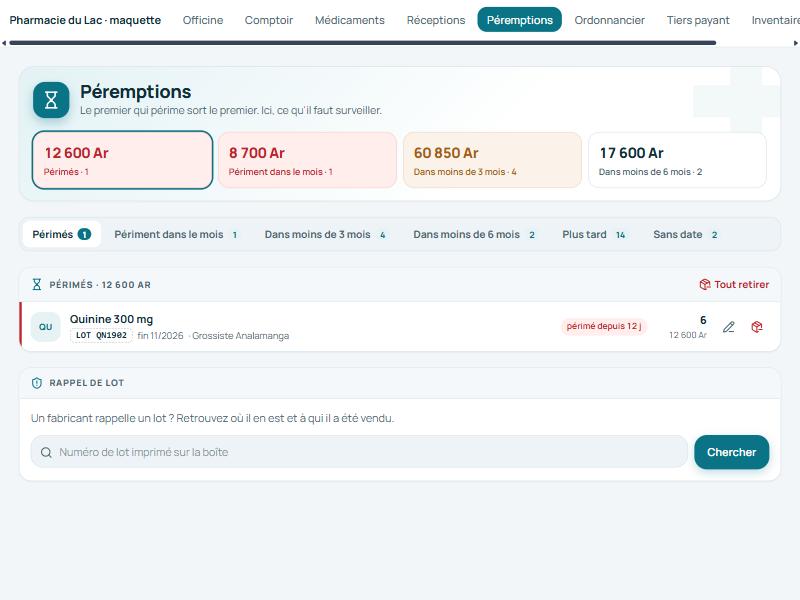 Pharmacie du Lac · maquette Officine Comptoir Médicaments Réceptions Péremptions Ordonnancier Tiers payant Inventaire
Péremptions
Le premier qui périme sort le premier. Ici, ce qu'il faut surveiller.
12 600 Ar
Périmés · 1
8 700 Ar
Périment dans le mois · 1
60 850 Ar
Dans moins de 3 mois · 4
17 600 Ar
Dans moins de 6 mois · 2
Périmés 1 Périment dans le mois 1 Dans moins de 3 mois 4 Dans moins de 6 mois 2 Plus tard 14 Sans date 2
PÉRIMÉS · 12 600 AR Tout retirer
QU
Quinine 300 mg
LOT QN1902 fin 11/2026 · Grossiste Analamanga
périmé depuis 12 j
6
12 600 Ar
RAPPEL DE LOT
Un fabricant rappelle un lot ? Retrouvez où il en est et à qui il a été vendu.
Numéro de lot imprimé sur la boîte
Chercher